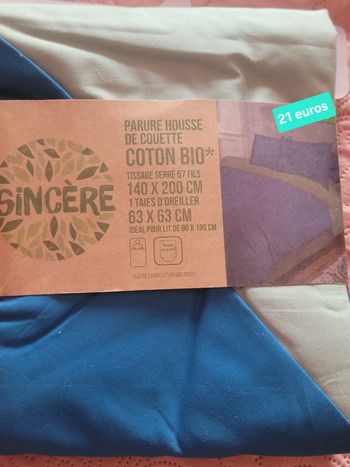 PARURE HOUSSE
DE COUETTE
COTON BIO*
TISSAGE SERRÉ 57 FILS
140 X 200 CM
1 TAIES D'OREILLER
63 X 63 CM
IDÉAL POUR LIT DE 90 X 190 CM
SiNCÈRE
21 euros